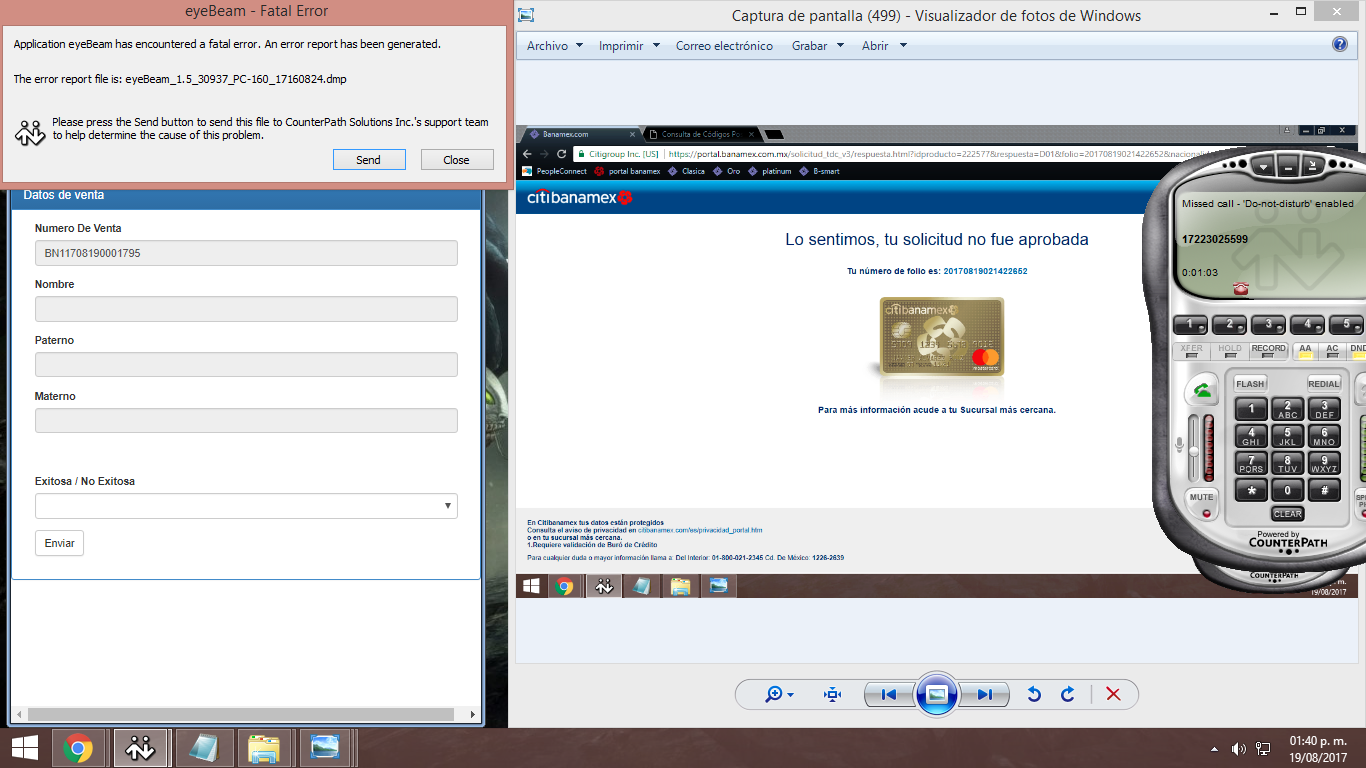 eyeBeam - Fatal Error
Application eyeBeam has encountered a fatal error. An error report has been generated.
The error report file is: eyeBeam_1.5_30937_PC-160_17160824.dmp
Please press the Send button to send this file to CounterPath Solutions Inc.'s support team
to help determine the cause of this problem.
Send
Close
Datos de venta
Numero De Venta
BN11708190001795
Nombre
Paterno
Materno
Exitosa / No Exitosa
Enviar
Captura de pantalla (499) - Visualizador de fotos de Windows
Archivo
Imprimir
Correo electrónico
Grabar
Abrir
Banamex.com
Consulta de Códigos Po
Citigroup Inc. [US]
https://portal.banamex.com.mx/solicitud_tdc_v3/respuesta.html?idproducto=222577&respuesta=D01&folio=20170819021422652&nacional
PeopleConnect
portal banamex
Clasica
Oro
platinum
B-smart
citibanamex
Lo sentimos, tu solicitud no fue aprobada
Tu número de folio es: 20170819021422652
citibanamex
Para más información acude a tu Sucursal más cercana.
En Citibanamex tus datos están protegidos
Consulta el aviso de privacidad en citibanamex.com/es/privacidad_portal.htm
o en tu sucursal más cercana.
1.Requiere validación de Buró de Crédito
Para cualquier duda o mayor información llama a: Del Interior: 01-800-021-2345 Cd. De México: 1226-2639
Missed call - 'Do-not-disturb' enabled
17223025599
0:01:03
1 2 3 4 5
XFER HOLD RECORD AA AC DND
FLASH REDIAL
1 2 ABC 3 DEF
4 GHI 5 JKL 6 MNO
7 PQRS 8 TUV 9 WXYZ
* 0 #
MUTE
CLEAR
Powered by
COUNTERPATH
COUNTERPATH
p. m.
19/08/2017
01:40 p. m.
19/08/2017